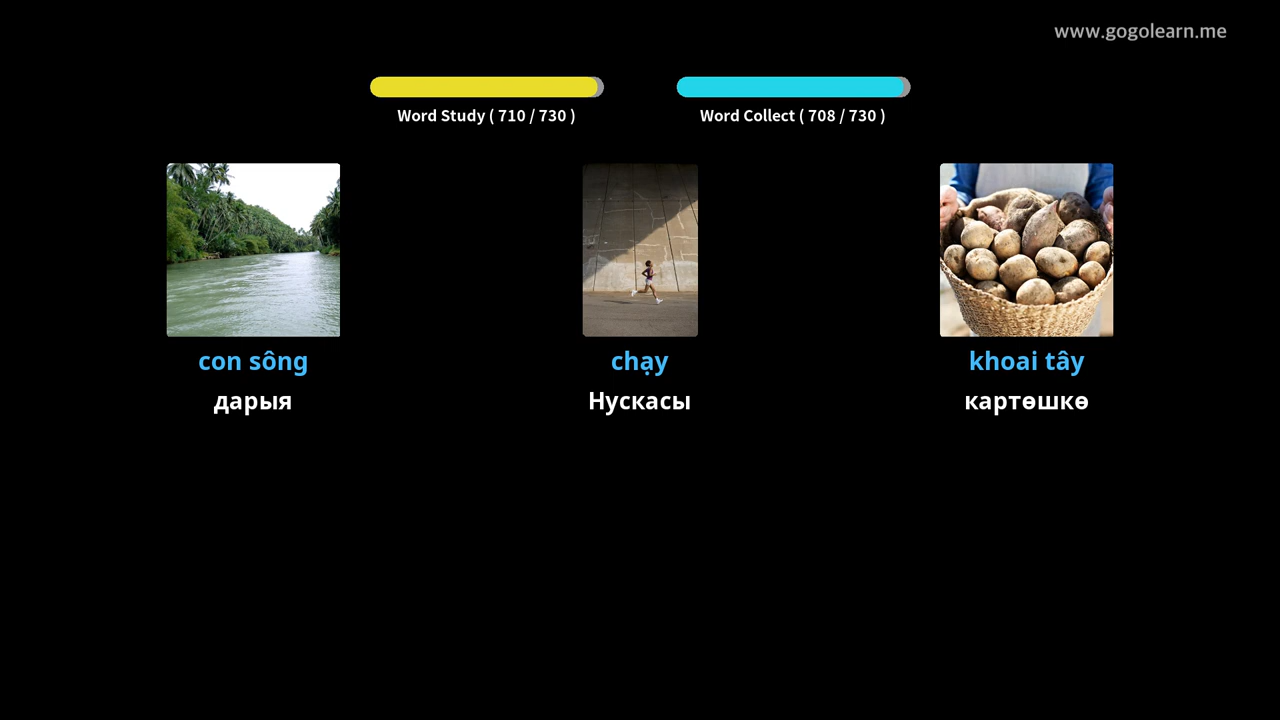 www.gogolearn.me
Word Study ( 710 / 730 )
Word Collect ( 708 / 730 )
con sông
chạy
khoai tây
дарыя
Нускасы
картөшкө